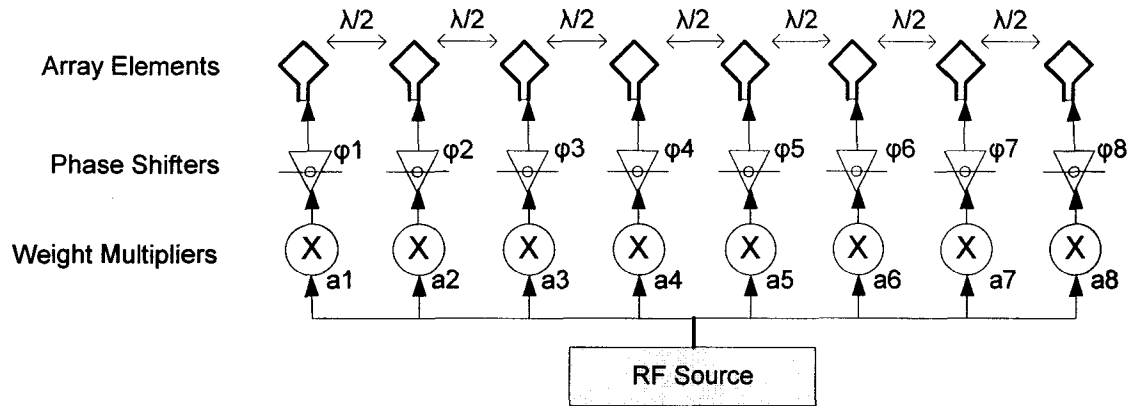 λ/2 λ/2 λ/2 λ/2 λ/2 λ/2 λ/2
Array Elements
Phase Shifters φ1 φ2 φ3 φ4 φ5 φ6 φ7 φ8
Weight Multipliers X X X X X X X X
a1 a2 a3 a4 a5 a6 a7 a8
RF Source